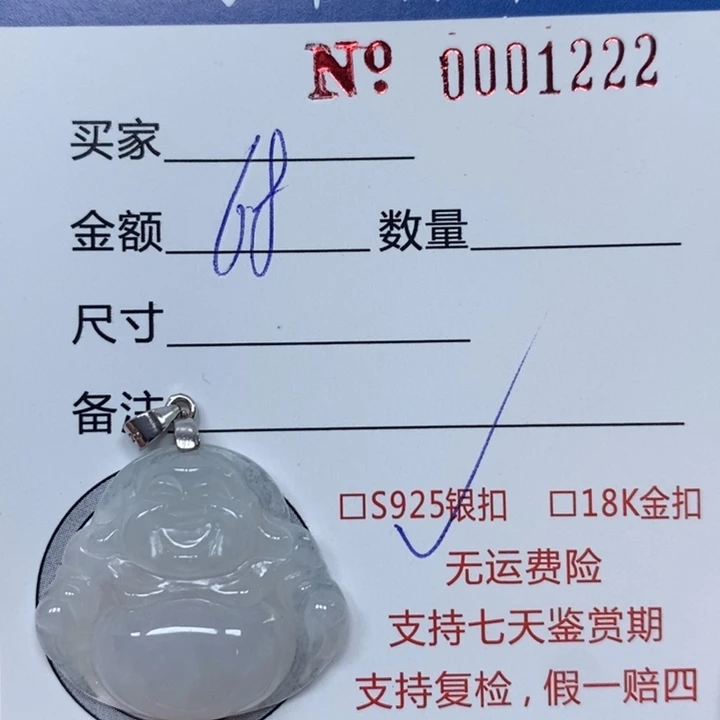 Nº 0001222
买家
金额 68 数量
尺寸
备注
□S925银扣 □18K金扣
无运费险
支持七天鉴赏期
支持复检，假一赔四